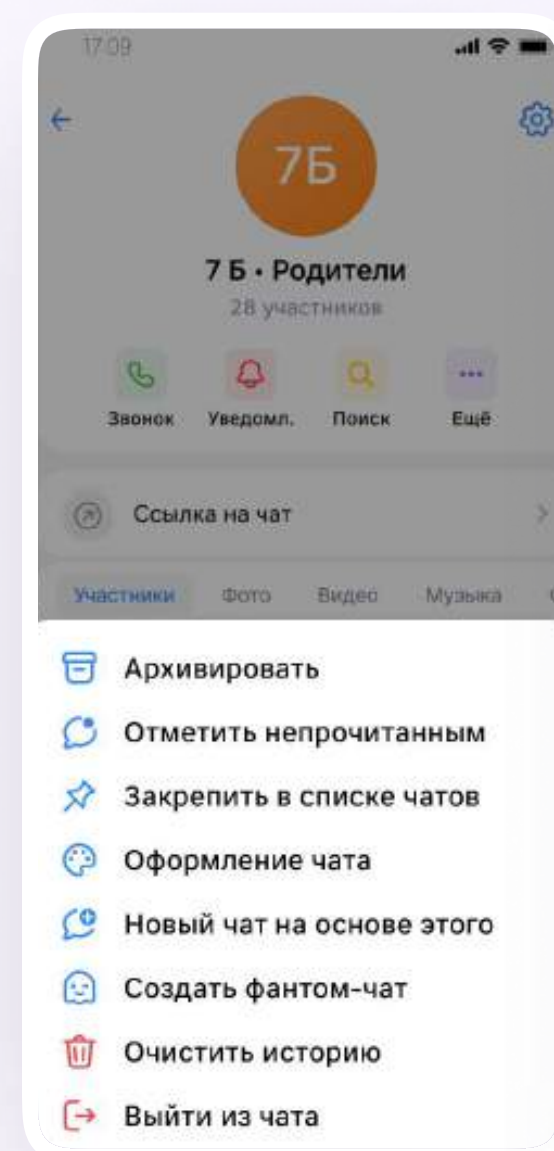 17:09
7Б
7 Б • Родители
28 участников
Звонок Уведомл. Поиск Ещё
Ссылка на чат
Участники Фото Видео Музыка
Архивировать
Отметить непрочитанным
Закрепить в списке чатов
Оформление чата
Новый чат на основе этого
Создать фантом-чат
Очистить историю
Выйти из чата